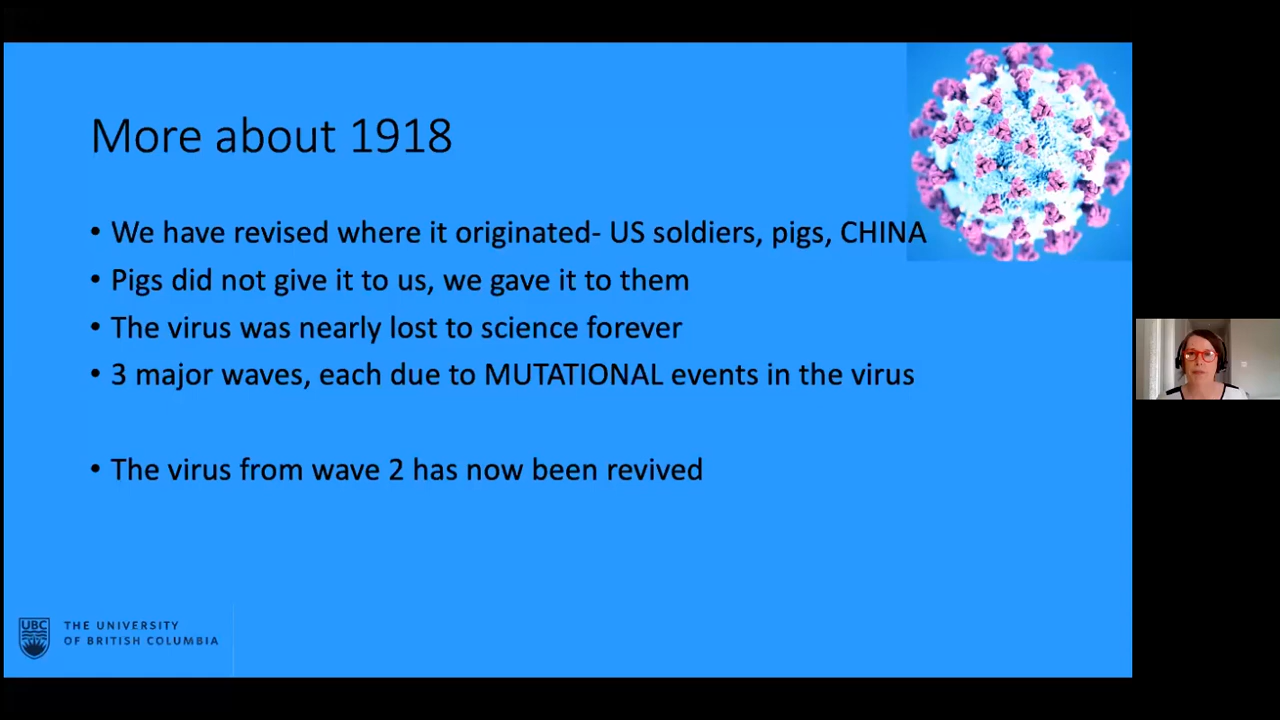 More about 1918
• We have revised where it originated- US soldiers, pigs, CHINA
• Pigs did not give it to us, we gave it to them
• The virus was nearly lost to science forever
• 3 major waves, each due to MUTATIONAL events in the virus
• The virus from wave 2 has now been revived
UBC
THE UNIVERSITY
OF BRITISH COLUMBIA